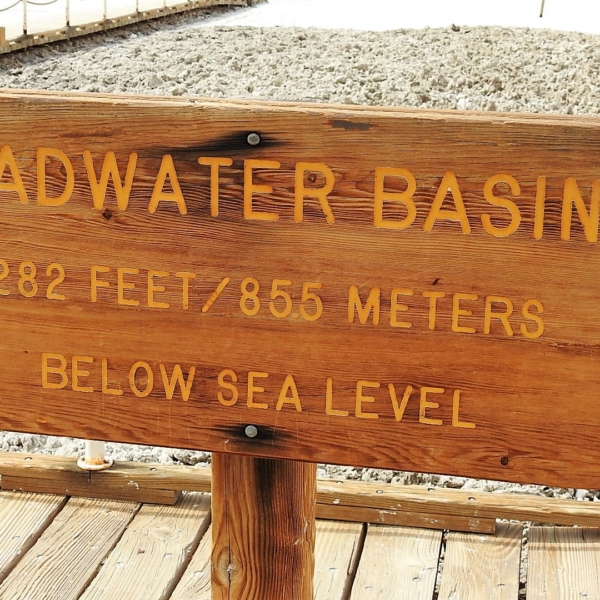 ADWATER BASIN
282 FEET/855 METERS
BELOW SEA LEVEL